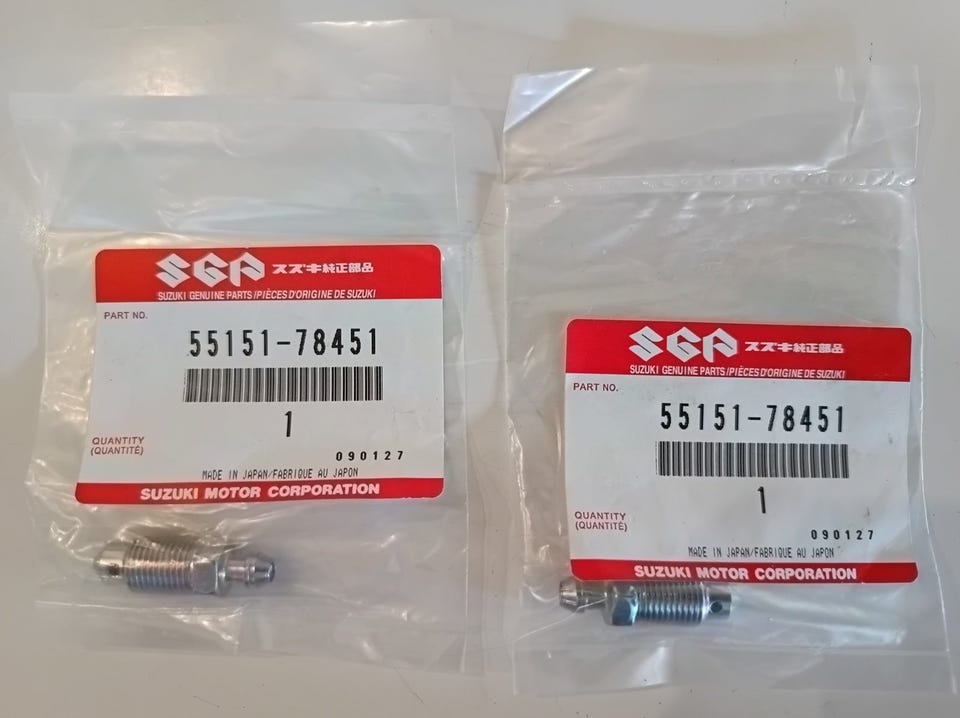 SGP スズキ純正部品
SUZUKI GENUINE PARTS/PIÈCES D'ORIGINE DE SUZUKI
PART NO.
55151-78451
1
QUANTITY
(QUANTITÉ)
090127
MADE IN JAPAN/FABRIQUE AU JAPON
SUZUKI MOTOR CORPORATION
SGP スズキ純正部品
SUZUKI GENUINE PARTS/PIÈCES D'ORIGINE DE SUZUKI
PART NO.
55151-78451
1
QUANTITY
(QUANTITÉ)
090127
MADE IN JAPAN/FABRIQUE AU JAPON
SUZUKI MOTOR CORPORATION